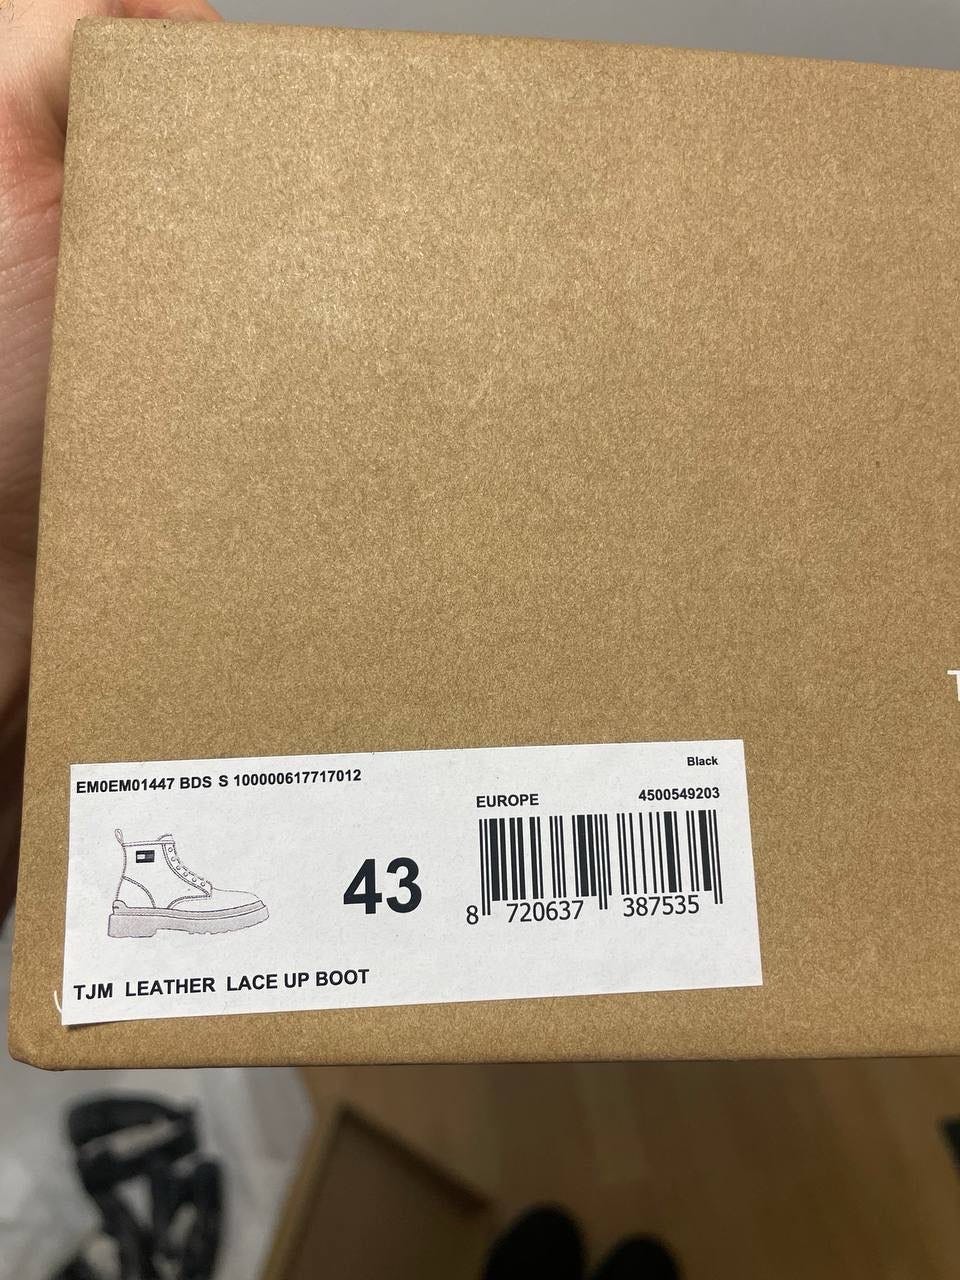 T
EM0EM01447 BDS S 100000617717012
Black
EUROPE
4500549203
43
8 720637 387535
TJM LEATHER LACE UP BOOT